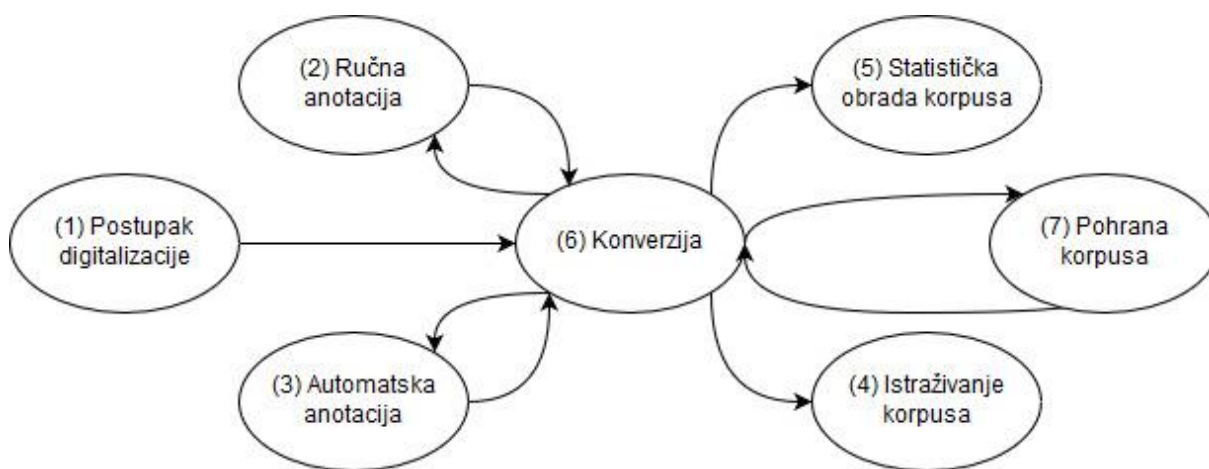 (2) Ručna
anotacija
(5) Statistička
obrada korpusa
(1) Postupak
digitalizacije
(6) Konverzija
(7) Pohrana
korpusa
(3) Automatska
anotacija
(4) Istraživanje
korpusa